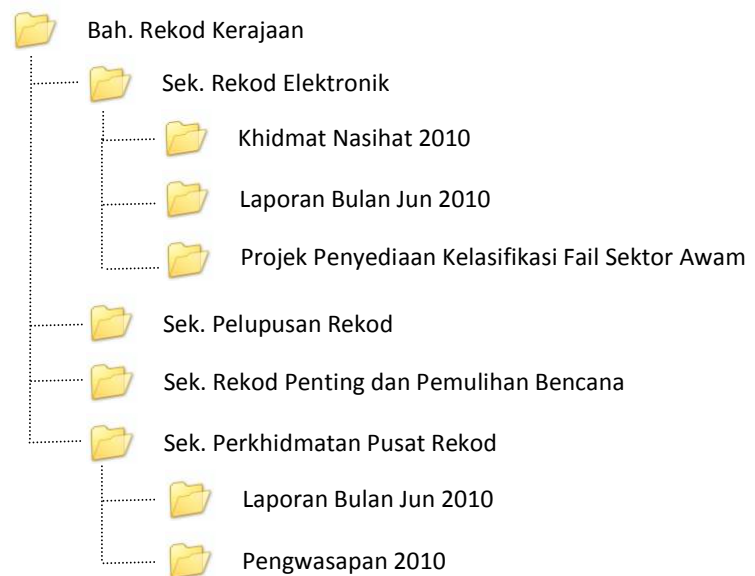 Bah. Rekod Kerajaan
Sek. Rekod Elektronik
Khidmat Nasihat 2010
Laporan Bulan Jun 2010
Projek Penyediaan Kelasifikasi Fail Sektor Awam
Sek. Pelupusan Rekod
Sek. Rekod Penting dan Pemulihan Bencana
Sek. Perkhidmatan Pusat Rekod
Laporan Bulan Jun 2010
Pengwasapan 2010